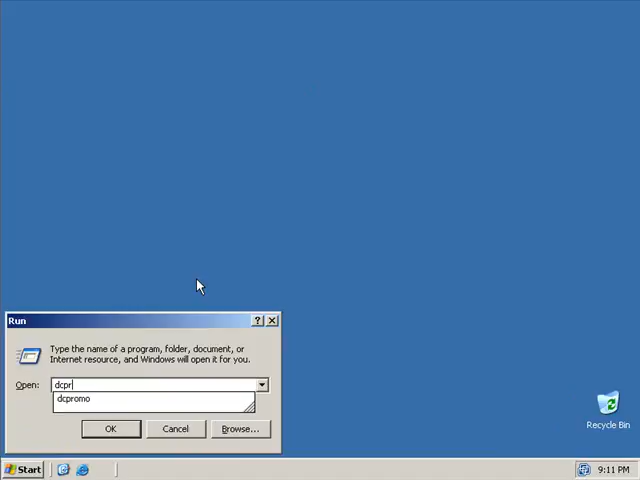 Run
Type the name of a program, folder, document, or
Internet resource, and Windows will open it for you.
Open:
dcpr
dcpromo
OK
Cancel
Browse...
Recycle Bin
Start
9:11 PM